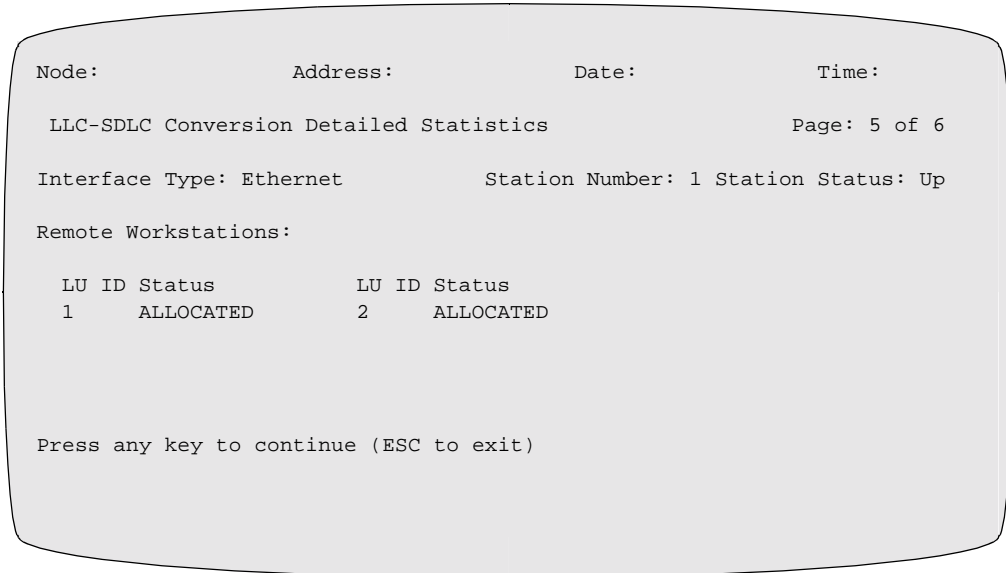 Node: Address: Date: Time:
LLC-SDLC Conversion Detailed Statistics Page: 5 of 6
Interface Type: Ethernet Station Number: 1 Station Status: Up
Remote Workstations:
LU ID Status LU ID Status
1 ALLOCATED 2 ALLOCATED
Press any key to continue (ESC to exit)